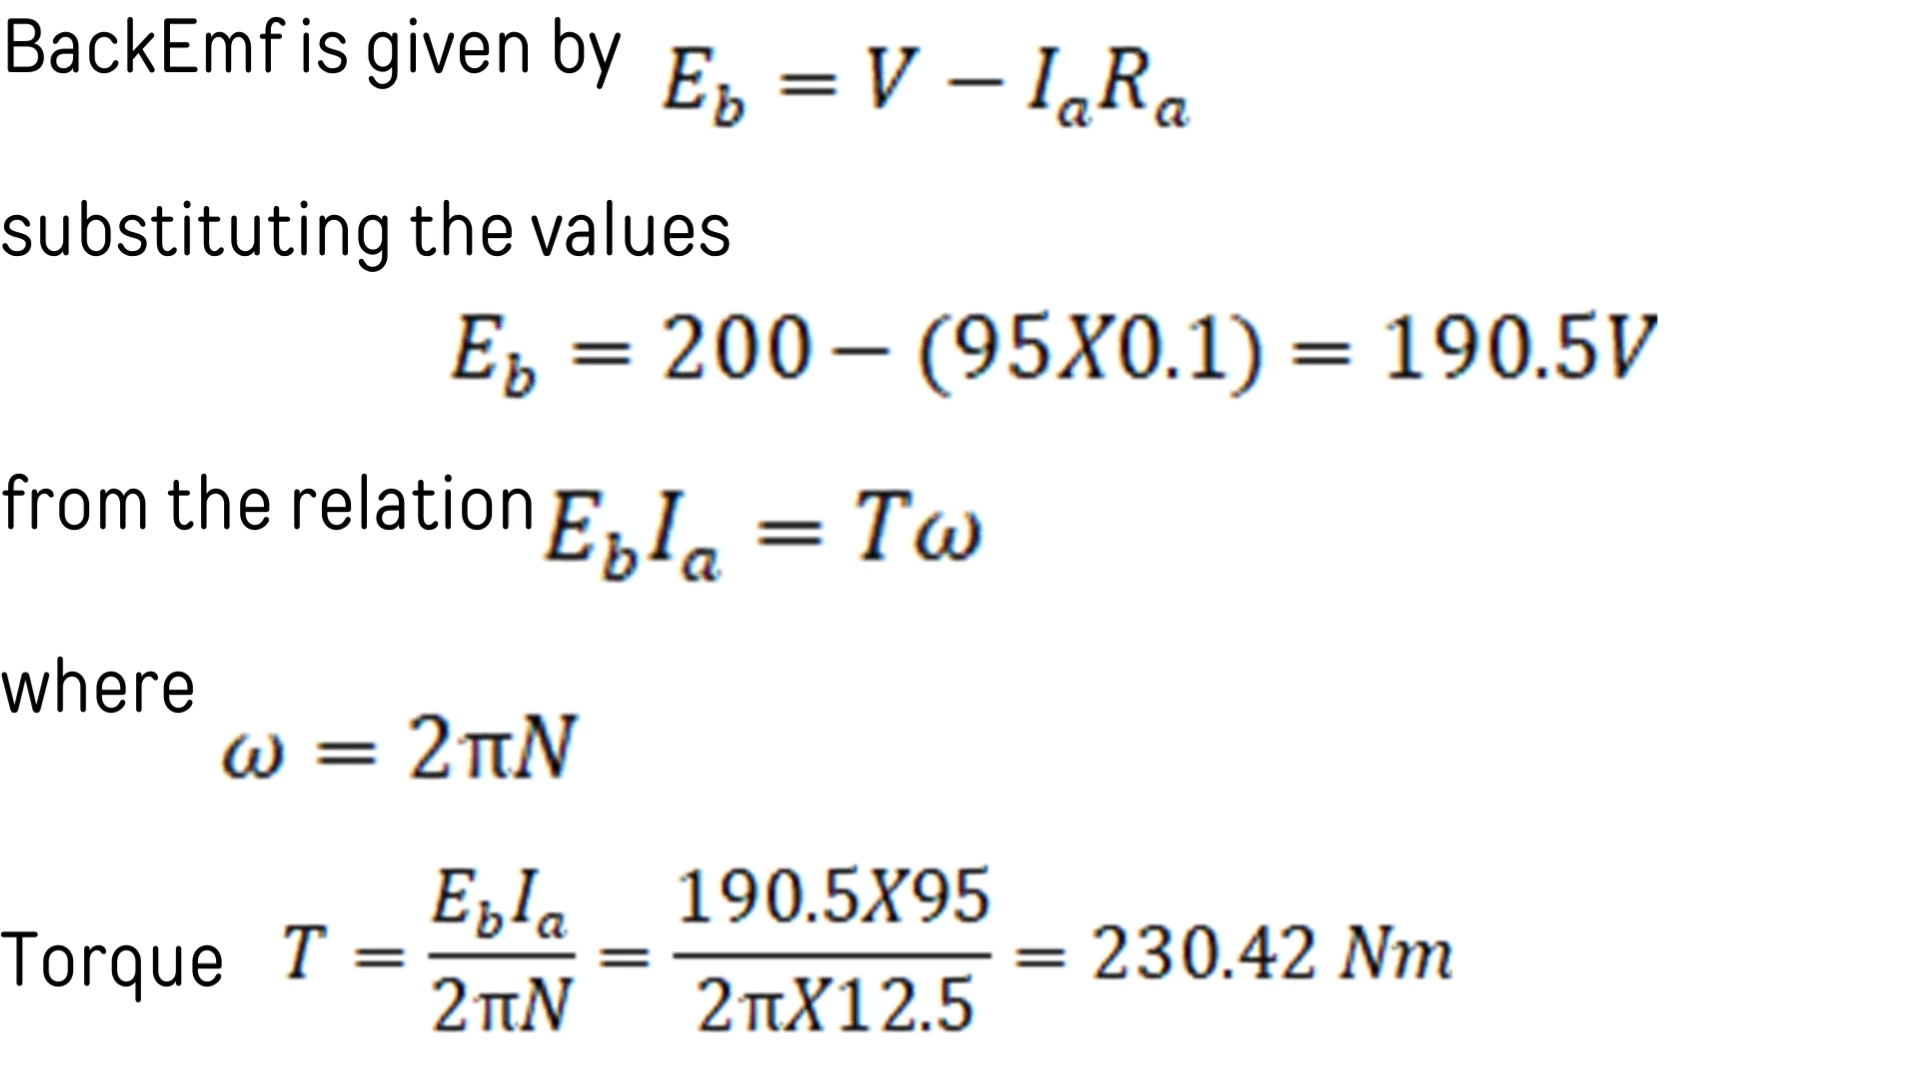 BackEmf is given by E_b = V − I_aR_a
substituting the values
E_b = 200 − (95X0.1) = 190.5V
from the relation E_bI_a = Tω
where
ω = 2πN
Torque T = E_bI_a / 2πN = 190.5X95 / 2πX12.5 = 230.42 Nm